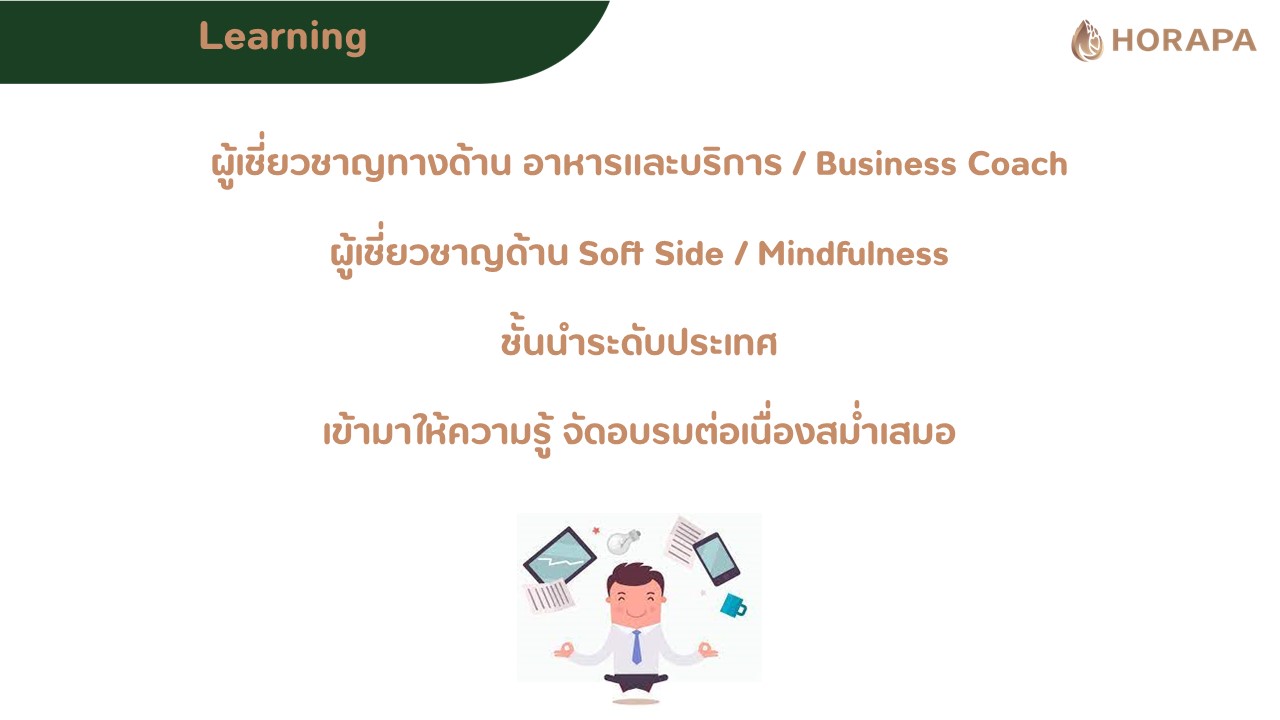 Learning
HORAPA
ผู้เชี่ยวชาญทางด้าน อาหารและบริการ / Business Coach
ผู้เชี่ยวชาญด้าน Soft Side / Mindfulness
ชั้นนำระดับประเทศ
เข้ามาให้ความรู้ จัดอบรมต่อเนื่องสม่ำเสมอ